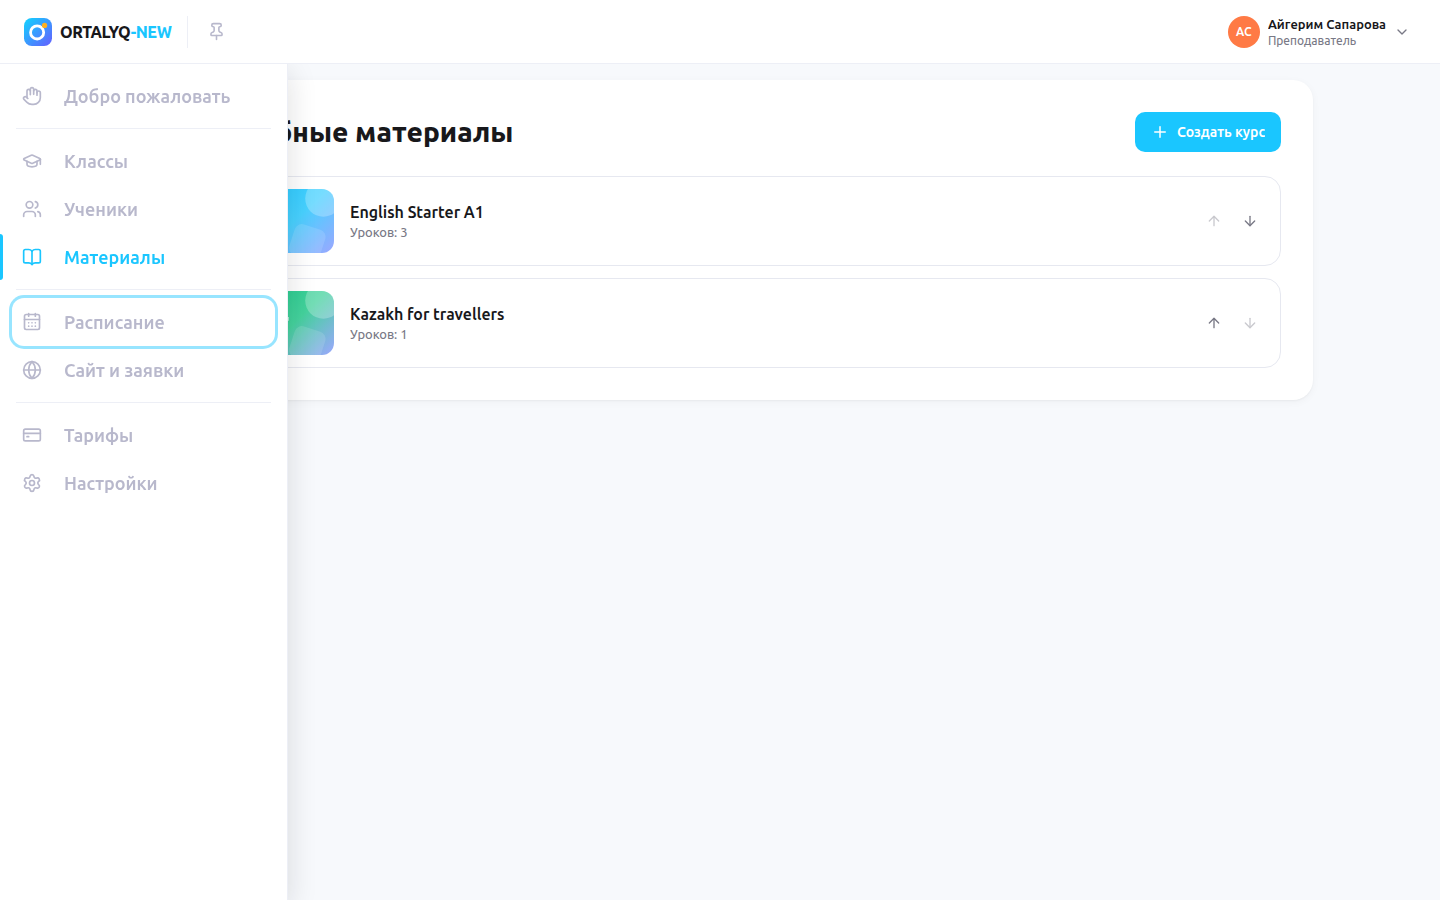 ORTALYQ-NEW
АС
Айгерим Сапарова
Преподаватель
Добро пожаловать
Классы
Ученики
Материалы
Расписание
Сайт и заявки
Тарифы
Настройки
бные материалы
Создать курс
English Starter A1
Уроков: 3
Kazakh for travellers
Уроков: 1